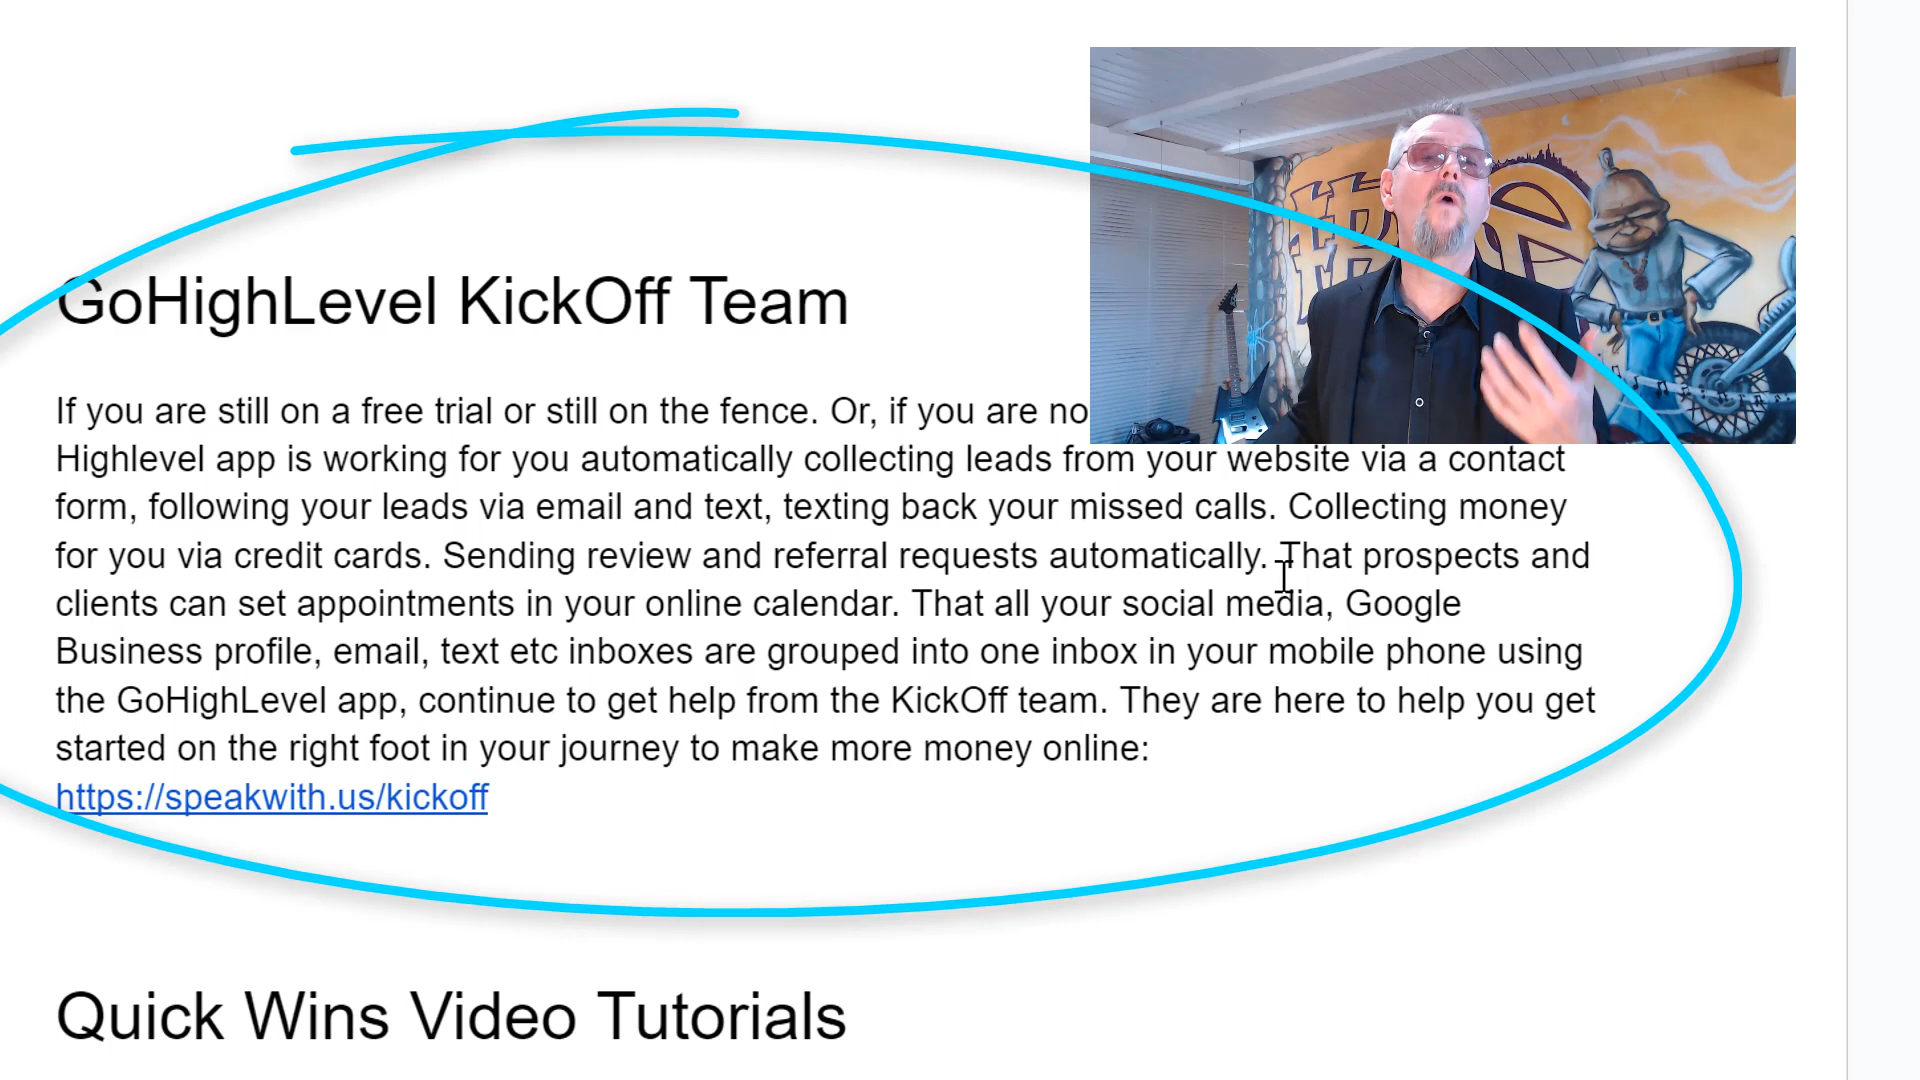 GoHighLevel KickOff Team
If you are still on a free trial or still on the fence. Or, if you are
Highlevel app is working for you automatically collecting leads from your website via a contact
form, following your leads via email and text, texting back your missed calls. Collecting money
for you via credit cards. Sending review and referral requests automatically. That prospects and
clients can set appointments in your online calendar. That all your social media, Google
Business profile, email, text etc inboxes are grouped into one inbox in your mobile phone using
the GoHighLevel app, continue to get help from the KickOff team. They are here to help you get
started on the right foot in your journey to make more money online:
https://speakwith.us/kickoff
Quick Wins Video Tutorials